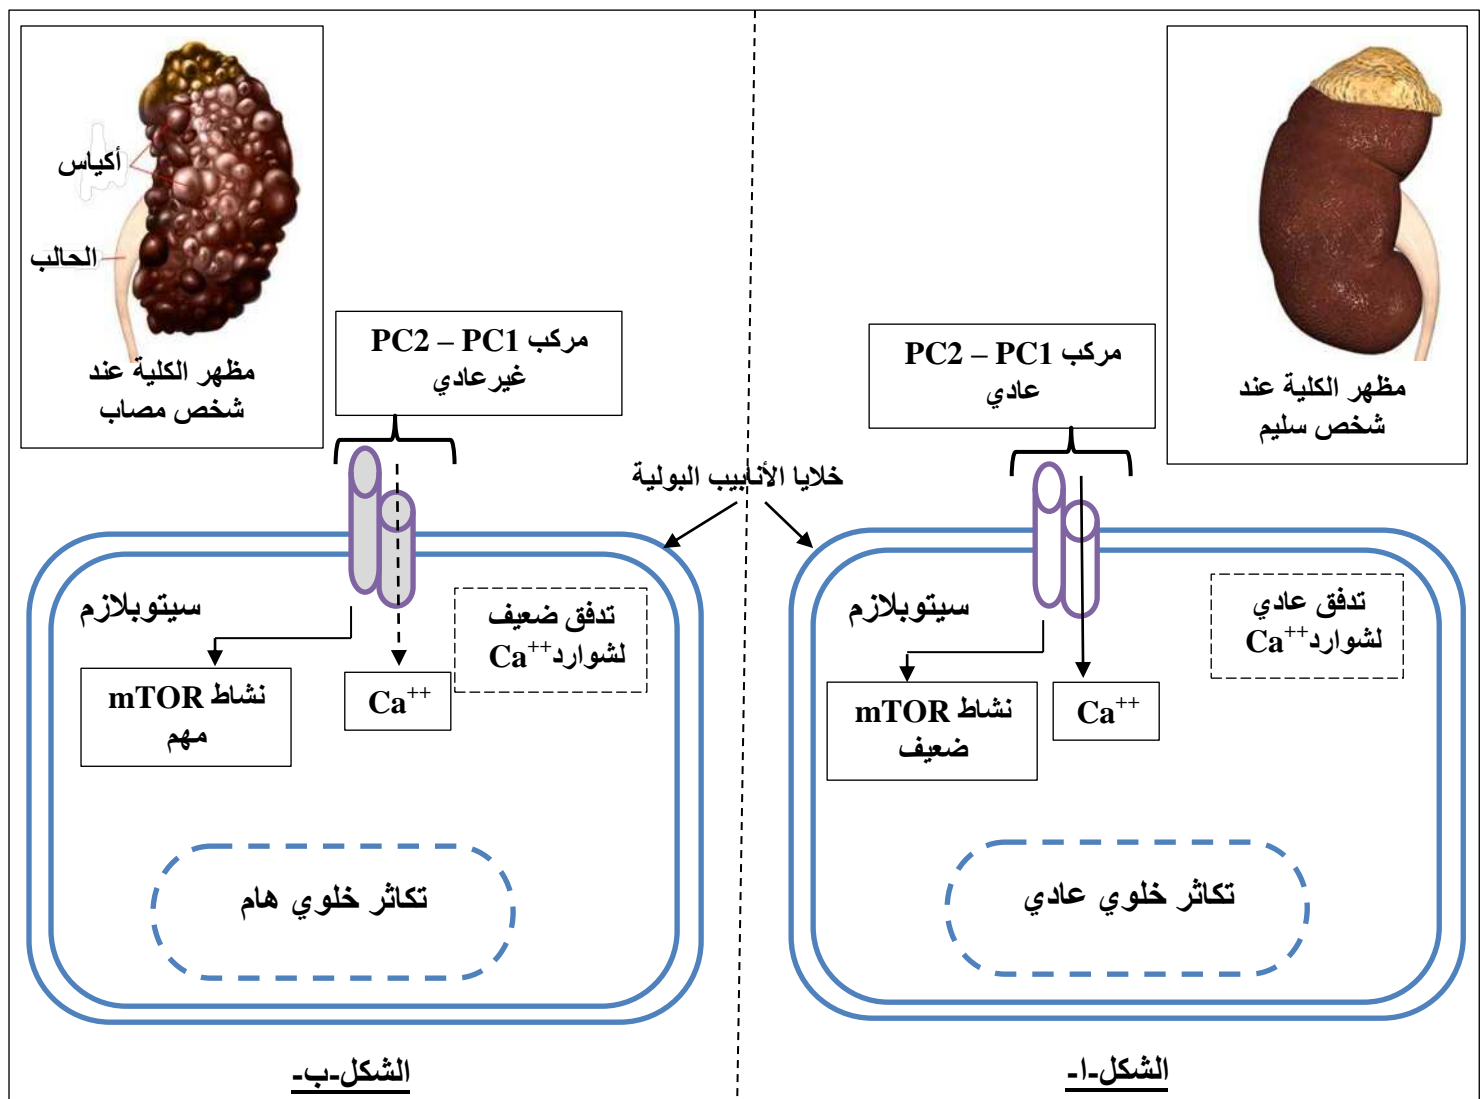 مركب PC2 – PC1
عادي
مظهر الكلية عند
شخص سليم
خلايا الأنابيب البولية
سيتوبلازم
تدفق عادي
لشوارد Ca++
نشاط mTOR
ضعيف
Ca++
تكاثر خلوي عادي
الشكل-ا-
أكياس
الحالب
مظهر الكلية عند
شخص مصاب
مركب PC2 – PC1
غيرعادي
سيتوبلازم
تدفق ضعيف
لشوارد Ca++
نشاط mTOR
مهم
Ca++
تكاثر خلوي هام
الشكل-ب-